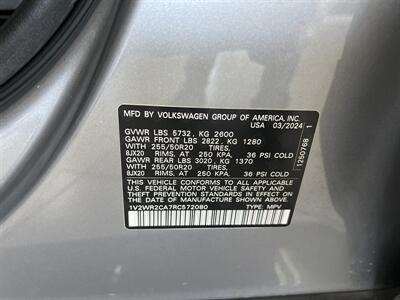 MFD. BY VOLKSWAGEN GROUP OF AMERICA, INC.
USA 03/2024
GVWR LBS 5732, KG 2600
GAWR FRONT LBS 2822, KG 1280
WITH 255/50R20 TIRES,
8JX20 RIMS, AT 250 KPA, 36 PSI COLD
GAWR REAR LBS 3020, KG 1370
WITH 255/50R20 TIRES,
8JX20 RIMS, AT 250 KPA, 36 PSI COLD
THIS VEHICLE CONFORMS TO ALL APPLICABLE
U.S. FEDERAL MOTOR VEHICLE SAFETY AND
THEFT PREVENTION STANDARDS IN EFFECT ON
THE DATE OF MANUFACTURE SHOWN ABOVE.
1V2WR2CA7RC572080 TYPE: MPV
1250768 1